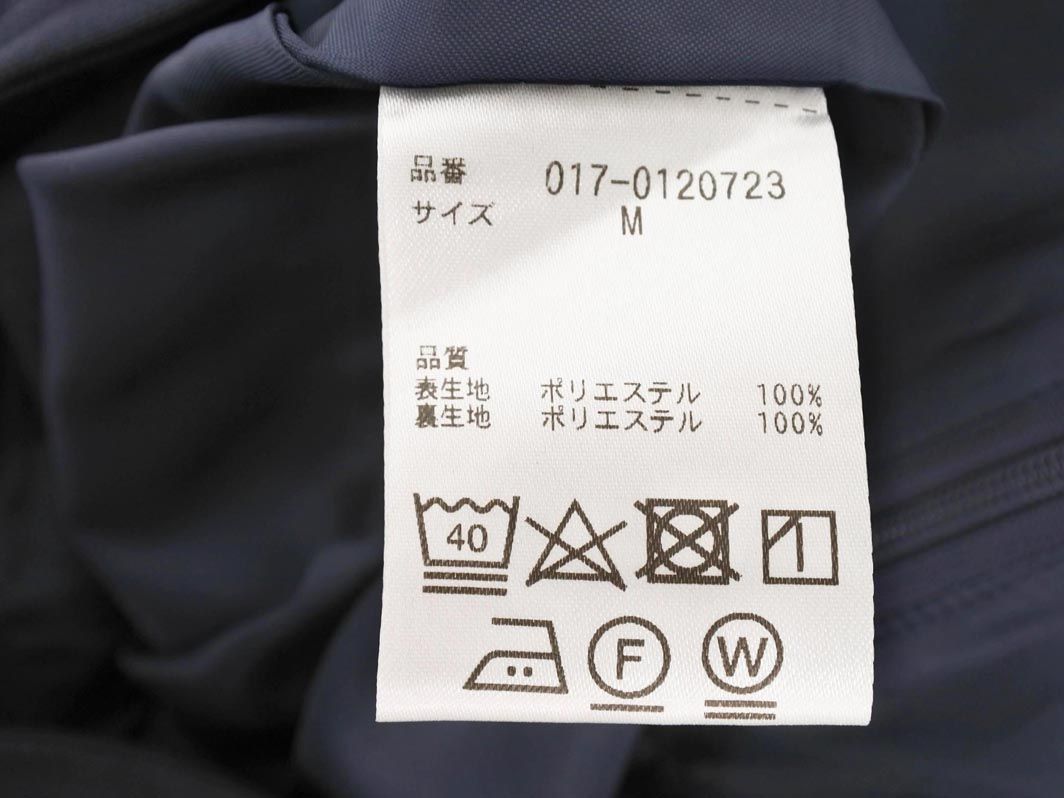 品番 017-0120723
サイズ M
品質
表生地 ポリエステル 100%
裏生地 ポリエステル 100%
40
F W